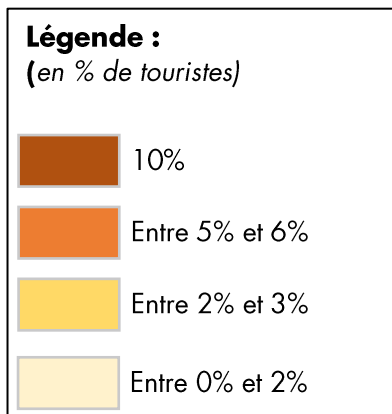 Légende :
(en % de touristes)
10%
Entre 5% et 6%
Entre 2% et 3%
Entre 0% et 2%